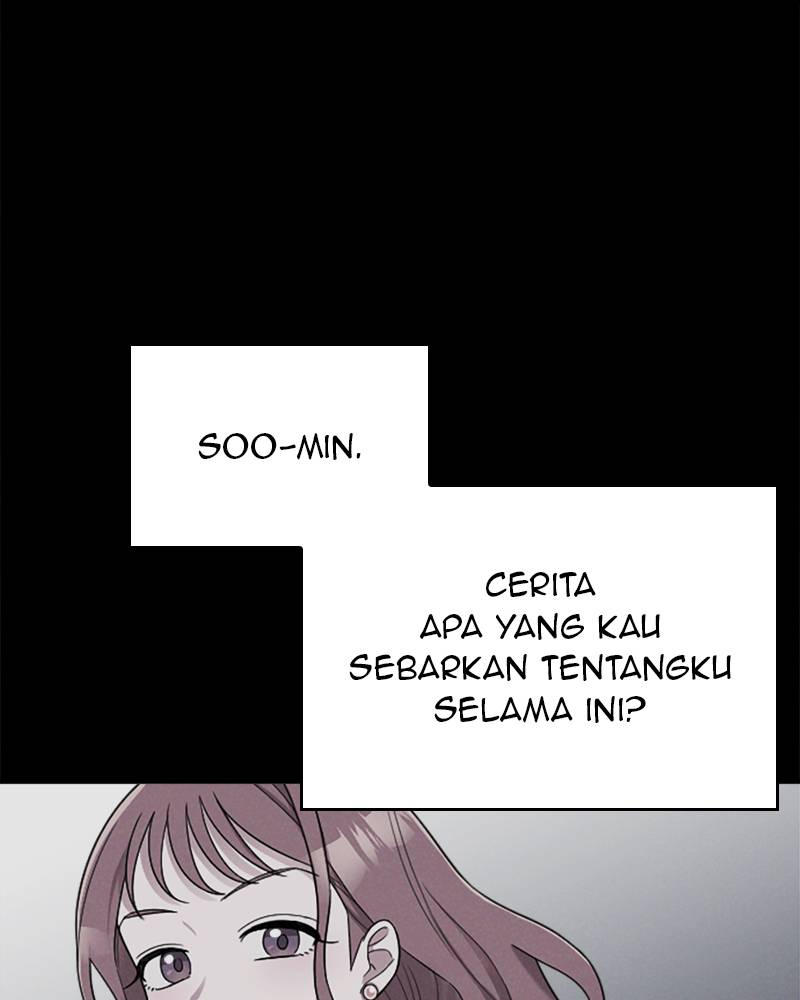 SOO-MIN.
CERITA
APA YANG KAU
SEBARKAN TENTANGKU
SELAMA INI?